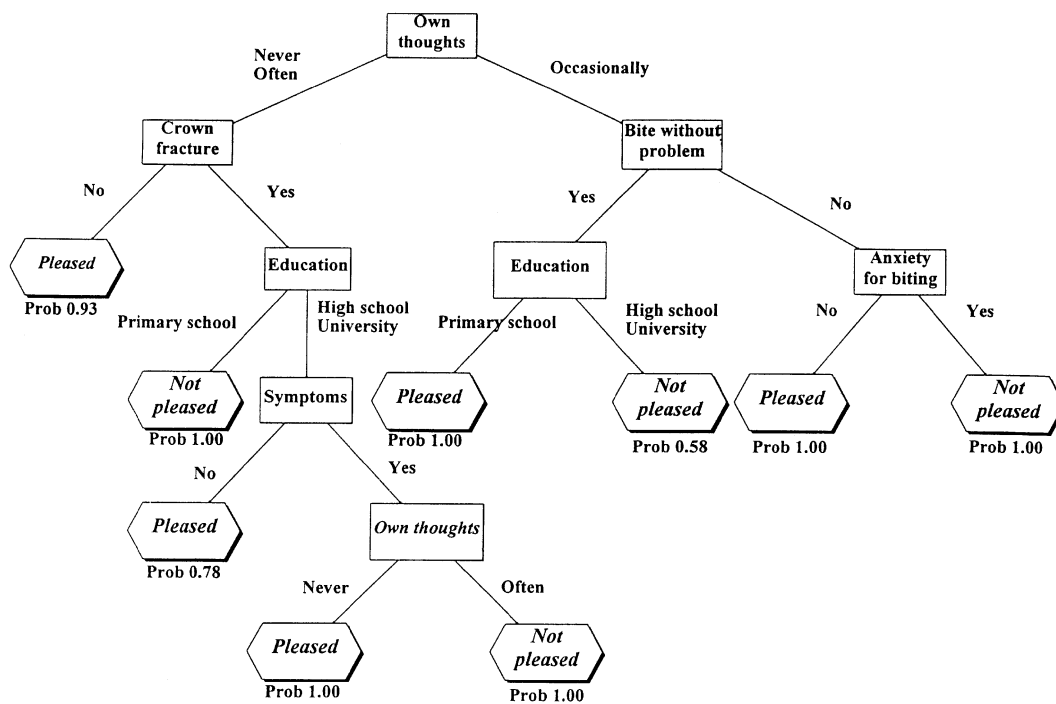 Own
thoughts
Never
Often
Occasionally
Crown
fracture
Bite without
problem
No
Yes
Yes
No
Pleased
Prob 0.93
Education
Education
Anxiety
for biting
Primary school
High school
University
Primary school
High school
University
No
Yes
Not
pleased
Prob 1.00
Symptoms
Pleased
Prob 1.00
Not
pleased
Prob 0.58
Pleased
Prob 1.00
Not
pleased
Prob 1.00
No
Yes
Pleased
Prob 0.78
Own thoughts
Never
Often
Pleased
Prob 1.00
Not
pleased
Prob 1.00